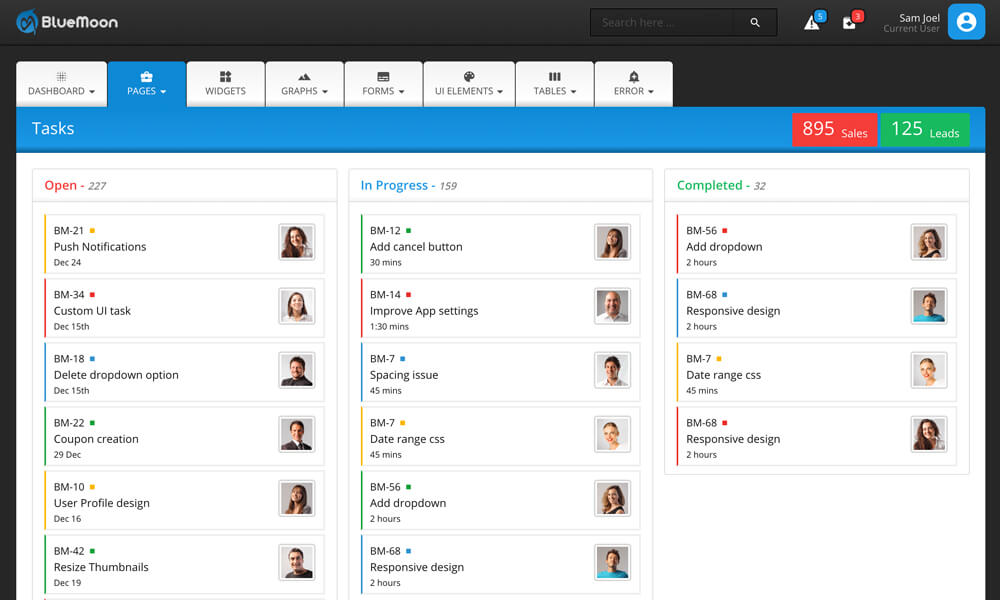 BlueMoon
Search here ...
5
3
Sam Joel
Current User
DASHBOARD
PAGES
WIDGETS
GRAPHS
FORMS
UI ELEMENTS
TABLES
ERROR
Tasks
895 Sales
125 Leads
Open - 227
BM-21
Push Notifications
Dec 24
BM-34
Custom UI task
Dec 15th
BM-18
Delete dropdown option
Dec 15th
BM-22
Coupon creation
29 Dec
BM-10
User Profile design
Dec 16
BM-42
Resize Thumbnails
Dec 19
In Progress - 159
BM-12
Add cancel button
30 mins
BM-14
Improve App settings
1:30 mins
BM-7
Spacing issue
45 mins
BM-7
Date range css
45 mins
BM-56
Add dropdown
2 hours
BM-68
Responsive design
2 hours
Completed - 32
BM-56
Add dropdown
2 hours
BM-68
Responsive design
2 hours
BM-7
Date range css
45 mins
BM-68
Responsive design
2 hours